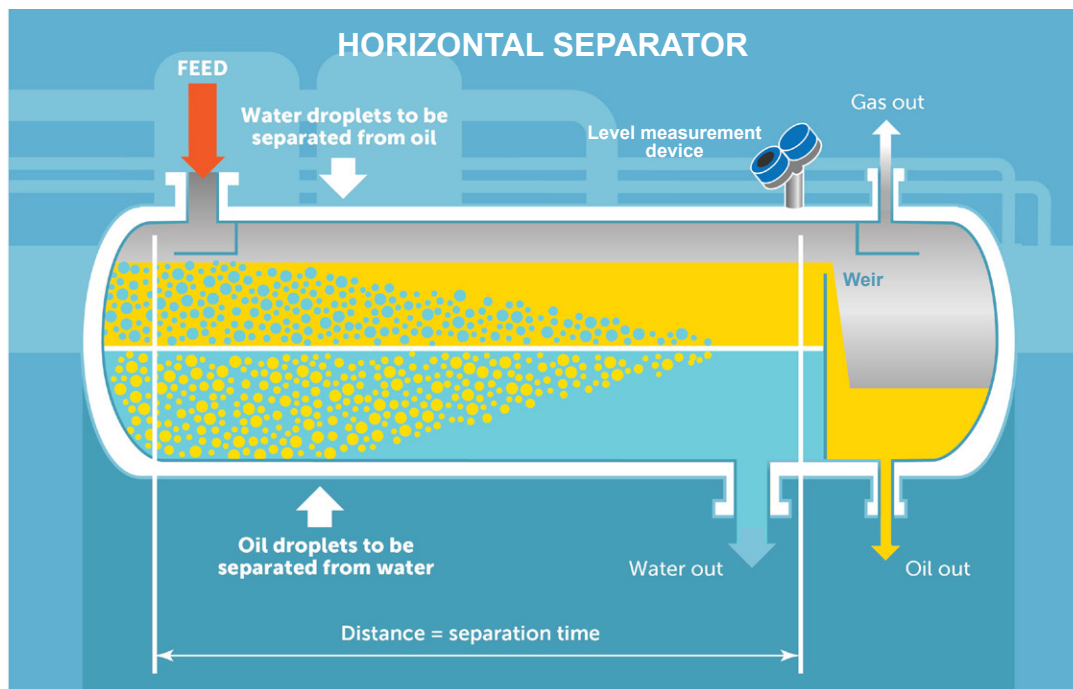 HORIZONTAL SEPARATOR
FEED
Water droplets to be
separated from oil
Level measurement
device
Gas out
Weir
Oil droplets to be
separated from water
Water out
Oil out
Distance = separation time